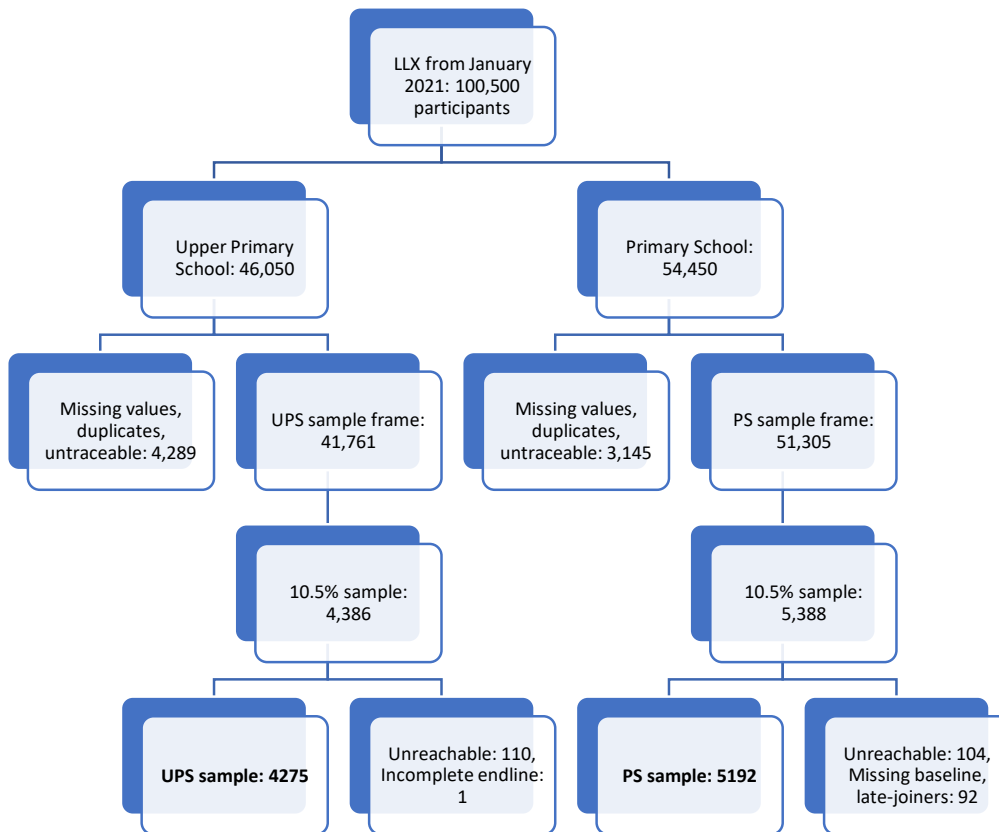 LLX from January
2021: 100,500
participants
Upper Primary
School: 46,050
Primary School:
54,450
Missing values,
duplicates,
untraceable: 4,289
UPS sample frame:
41,761
Missing values,
duplicates,
untraceable: 3,145
PS sample frame:
51,305
10.5% sample:
4,386
10.5% sample:
5,388
UPS sample: 4275
Unreachable: 110,
Incomplete endline:
1
PS sample: 5192
Unreachable: 104,
Missing baseline,
late-joiners: 92